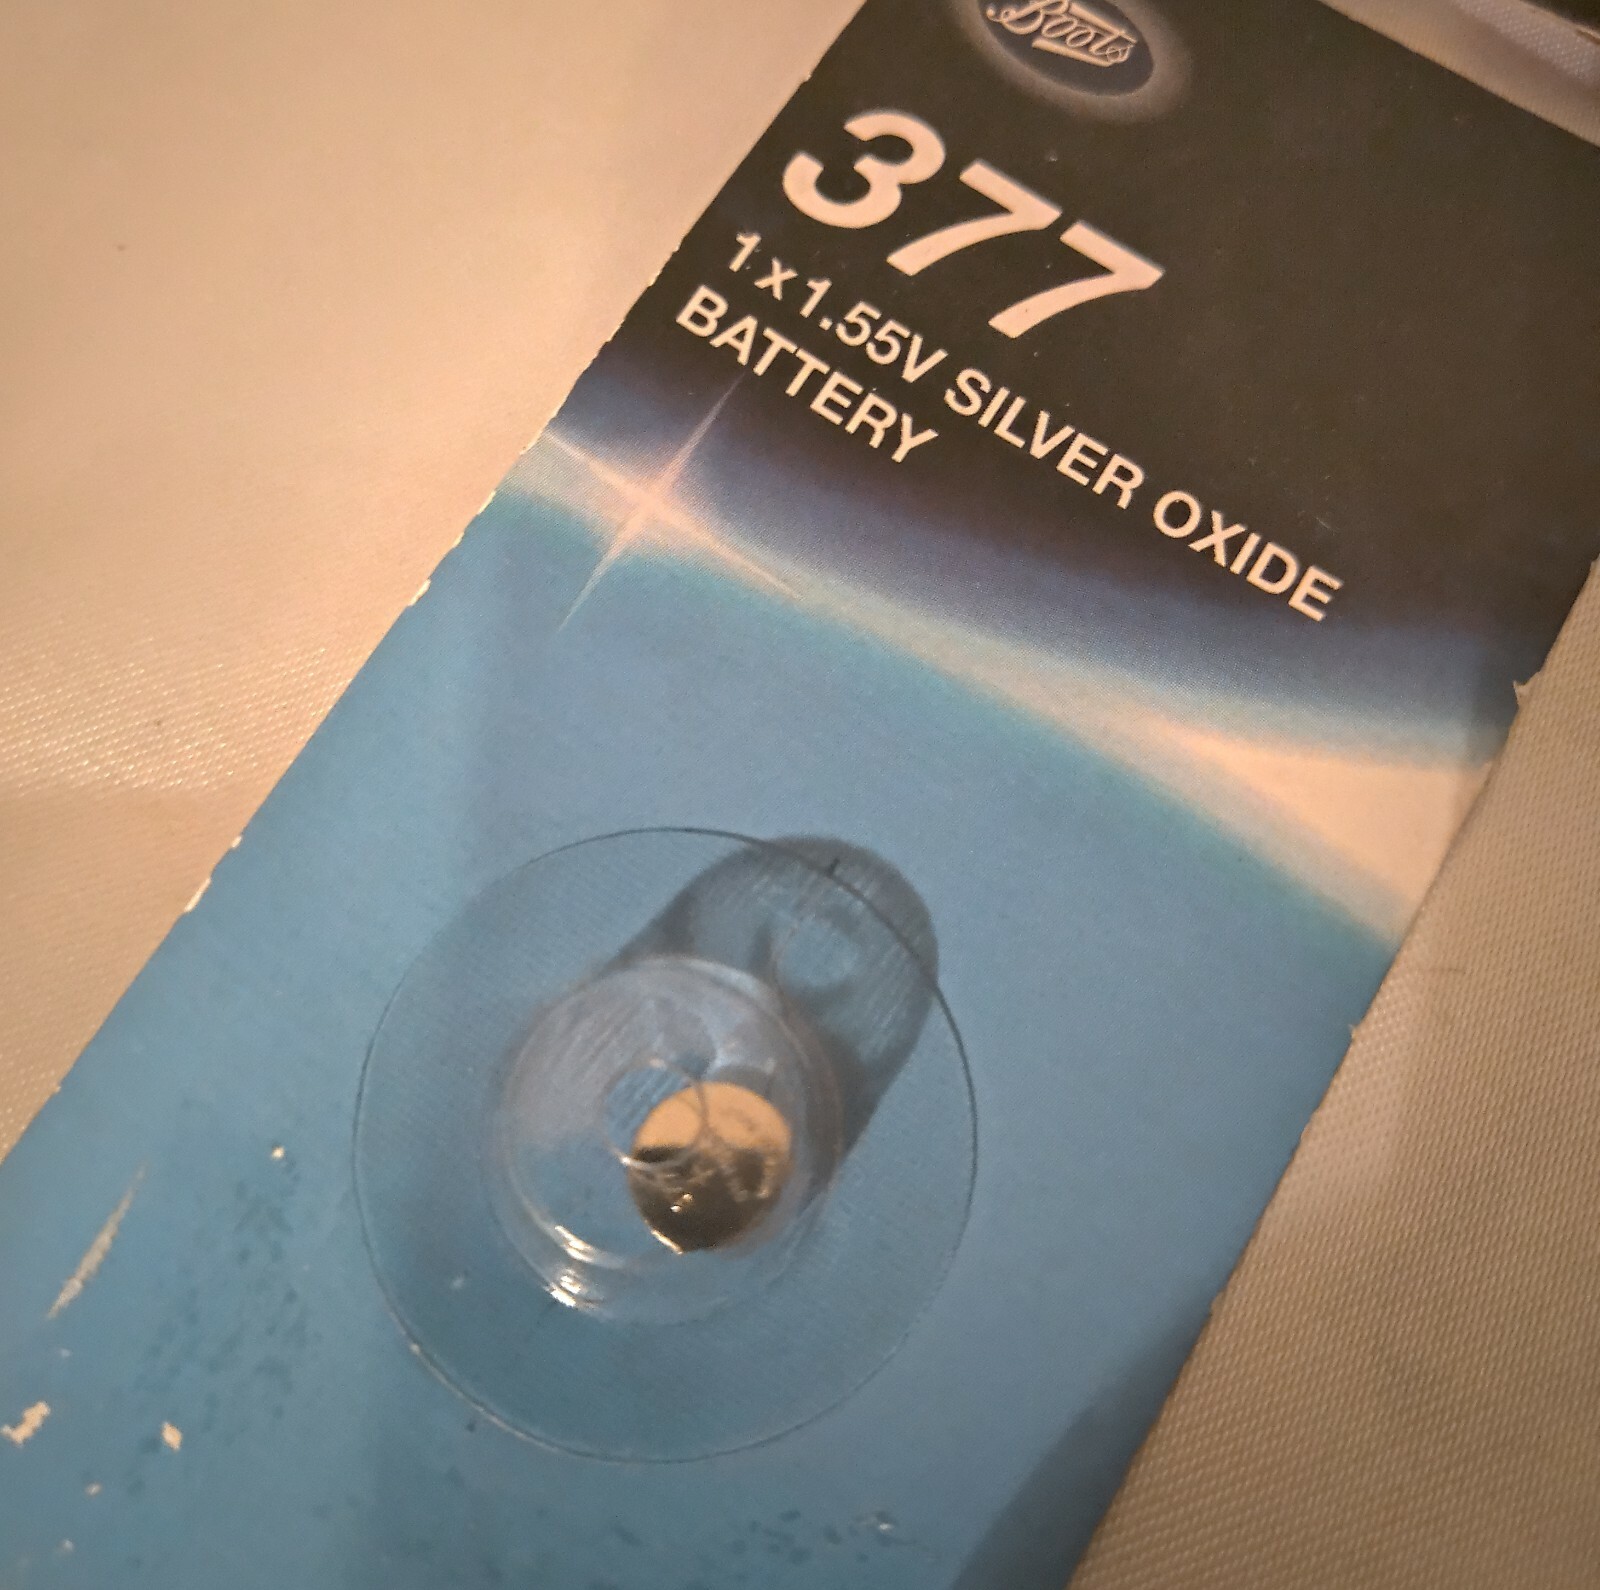 Boots
377
1 x 1.55V SILVER OXIDE
BATTERY